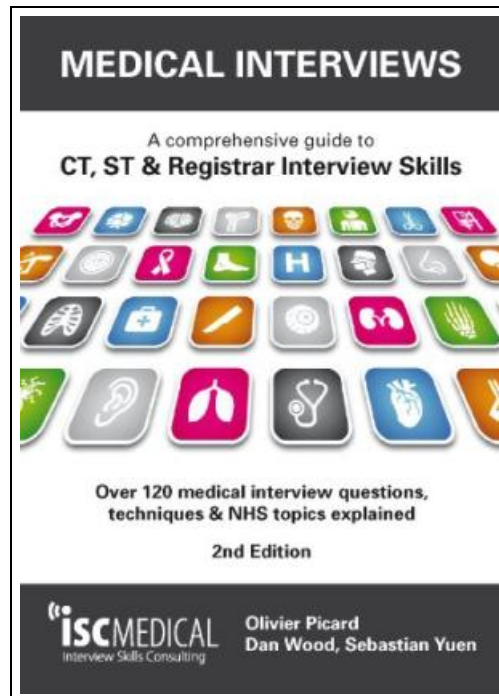 MEDICAL INTERVIEWS
A comprehensive guide to
CT, ST & Registrar Interview Skills
H
Over 120 medical interview questions,
techniques & NHS topics explained
2nd Edition
iscMEDICAL
Interview Skills Consulting
Olivier Picard
Dan Wood, Sebastian Yuen